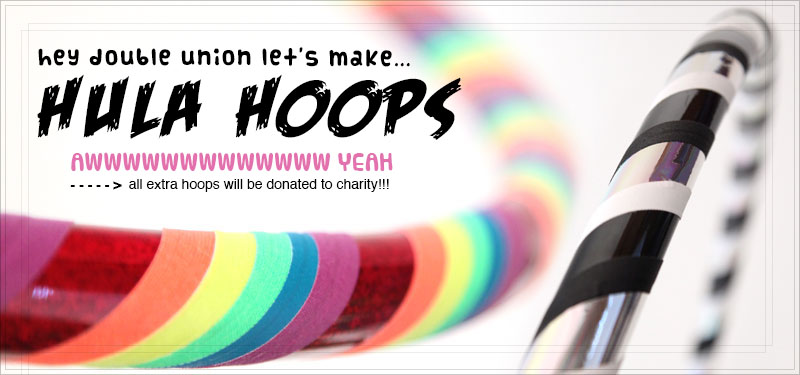 hey double union let's make...
HULA HOOPS
AWWWWWWWWWWWWW YEAH
-----> all extra hoops will be donated to charity!!!